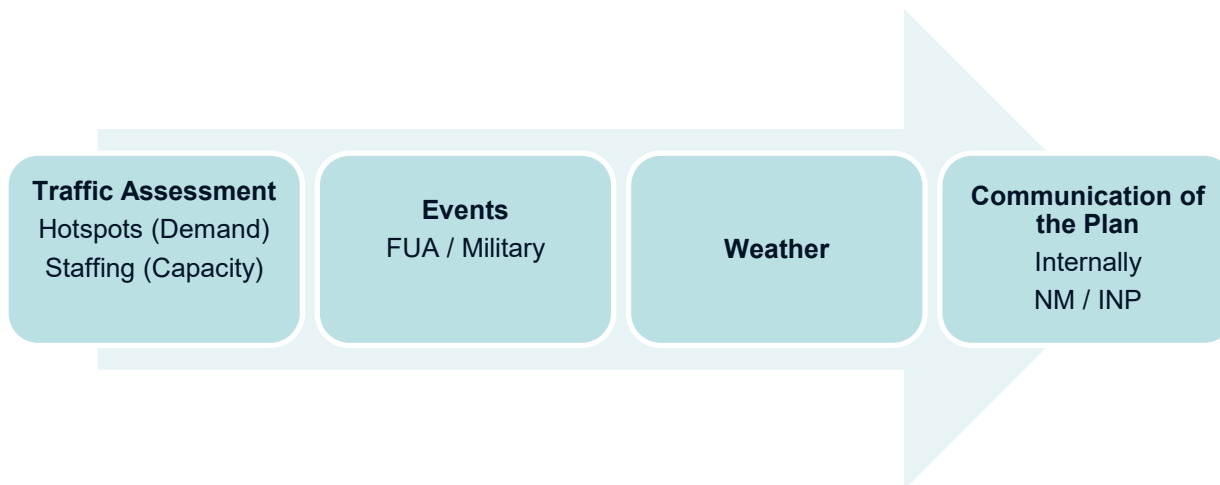 Traffic Assessment
Hotspots (Demand)
Staffing (Capacity)
Events
FUA / Military
Weather
Communication of
the Plan
Internally
NM / INP